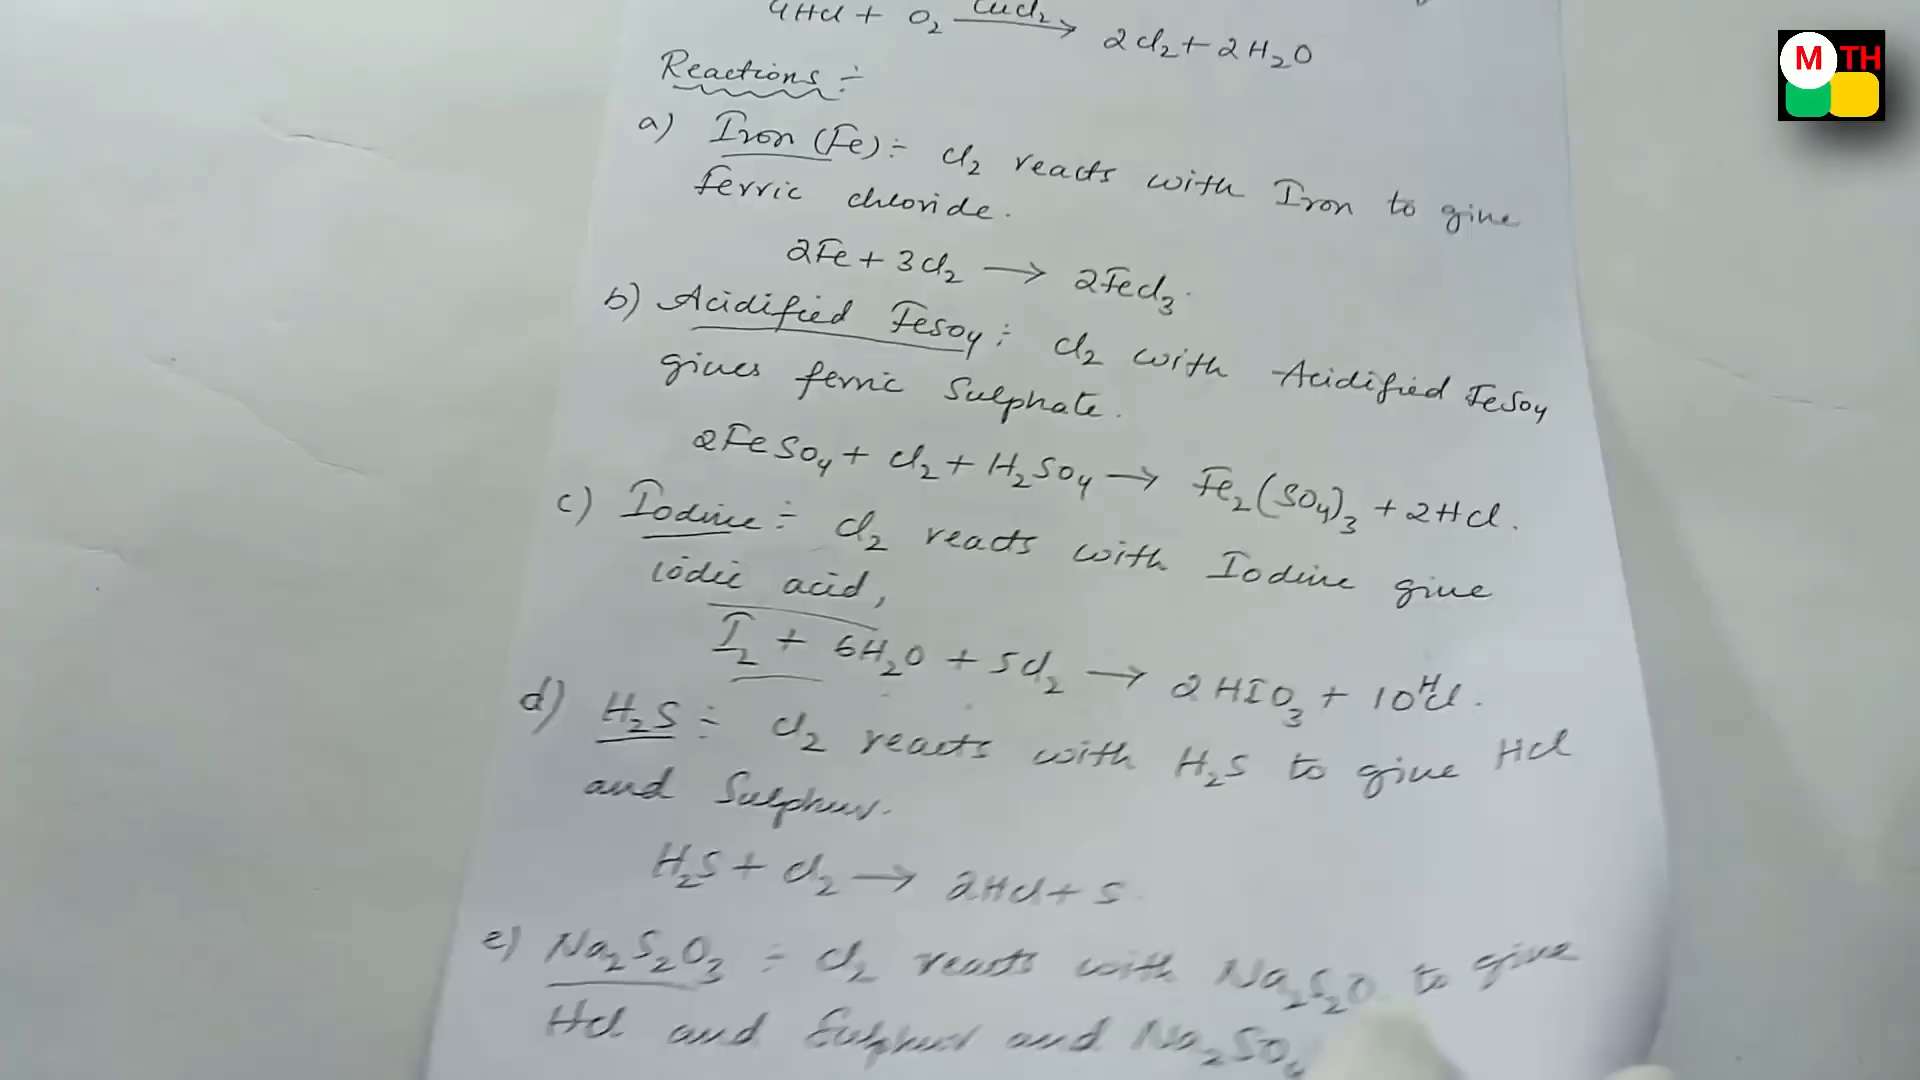 4HCl + O₂ —CuCl₂→ 2Cl₂ + 2H₂O
Reactions :-
a) Iron (Fe) :- Cl₂ reacts with Iron to give
ferric chloride.
2Fe + 3Cl₂ → 2FeCl₃.
b) Acidified FeSO₄ :- Cl₂ with Acidified FeSO₄
gives ferric Sulphate.
2FeSO₄ + Cl₂ + H₂SO₄ → Fe₂(SO₄)₃ + 2HCl.
c) Iodine :- Cl₂ reacts with Iodine give
iodic acid,
I₂ + 6H₂O + 5Cl₂ → 2HIO₃ + 10HCl.
d) H₂S :- Cl₂ reacts with H₂S to give HCl
and Sulphur.
H₂S + Cl₂ → 2HCl + S.
e) Na₂S₂O₃ :- Cl₂ reacts with Na₂S₂O to give
HCl and Sulphur and Na₂SO₄
M TH